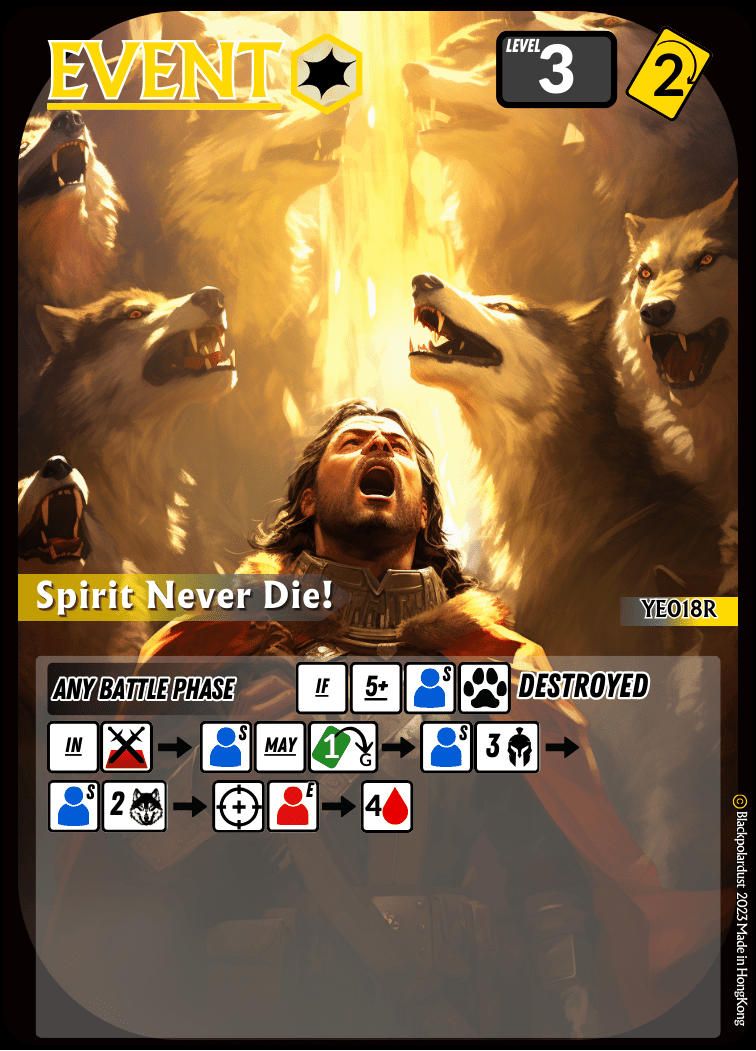 EVENT
LEVEL 3
2
Spirit Never Die!
YE018R
ANY BATTLE PHASE IF 5+ S DESTROYED
IN S MAY 1 G S 3
S 2 E 4
© Blackpolardust 2023 Made in HongKong